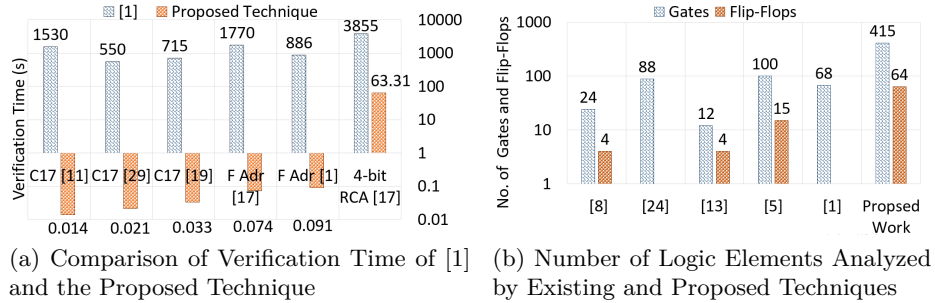 [1] Proposed Technique
Verification Time (s)
1530
550
715
1770
886
3855
63.31
10000
1000
100
10
1
0.1
0.01
C17 [11]
C17 [29]
C17 [19]
F Adr
[17]
F Adr [1]
4-bit
RCA [17]
0.014
0.021
0.033
0.074
0.091
(a) Comparison of Verification Time of [1]
and the Proposed Technique
Gates Flip-Flops
No. of Gates and Flip-Flops
1000
100
10
1
24
4
88
12
4
100
15
68
415
64
[8]
[24]
[13]
[5]
[1]
Propsed
Work
(b) Number of Logic Elements Analyzed
by Existing and Proposed Techniques